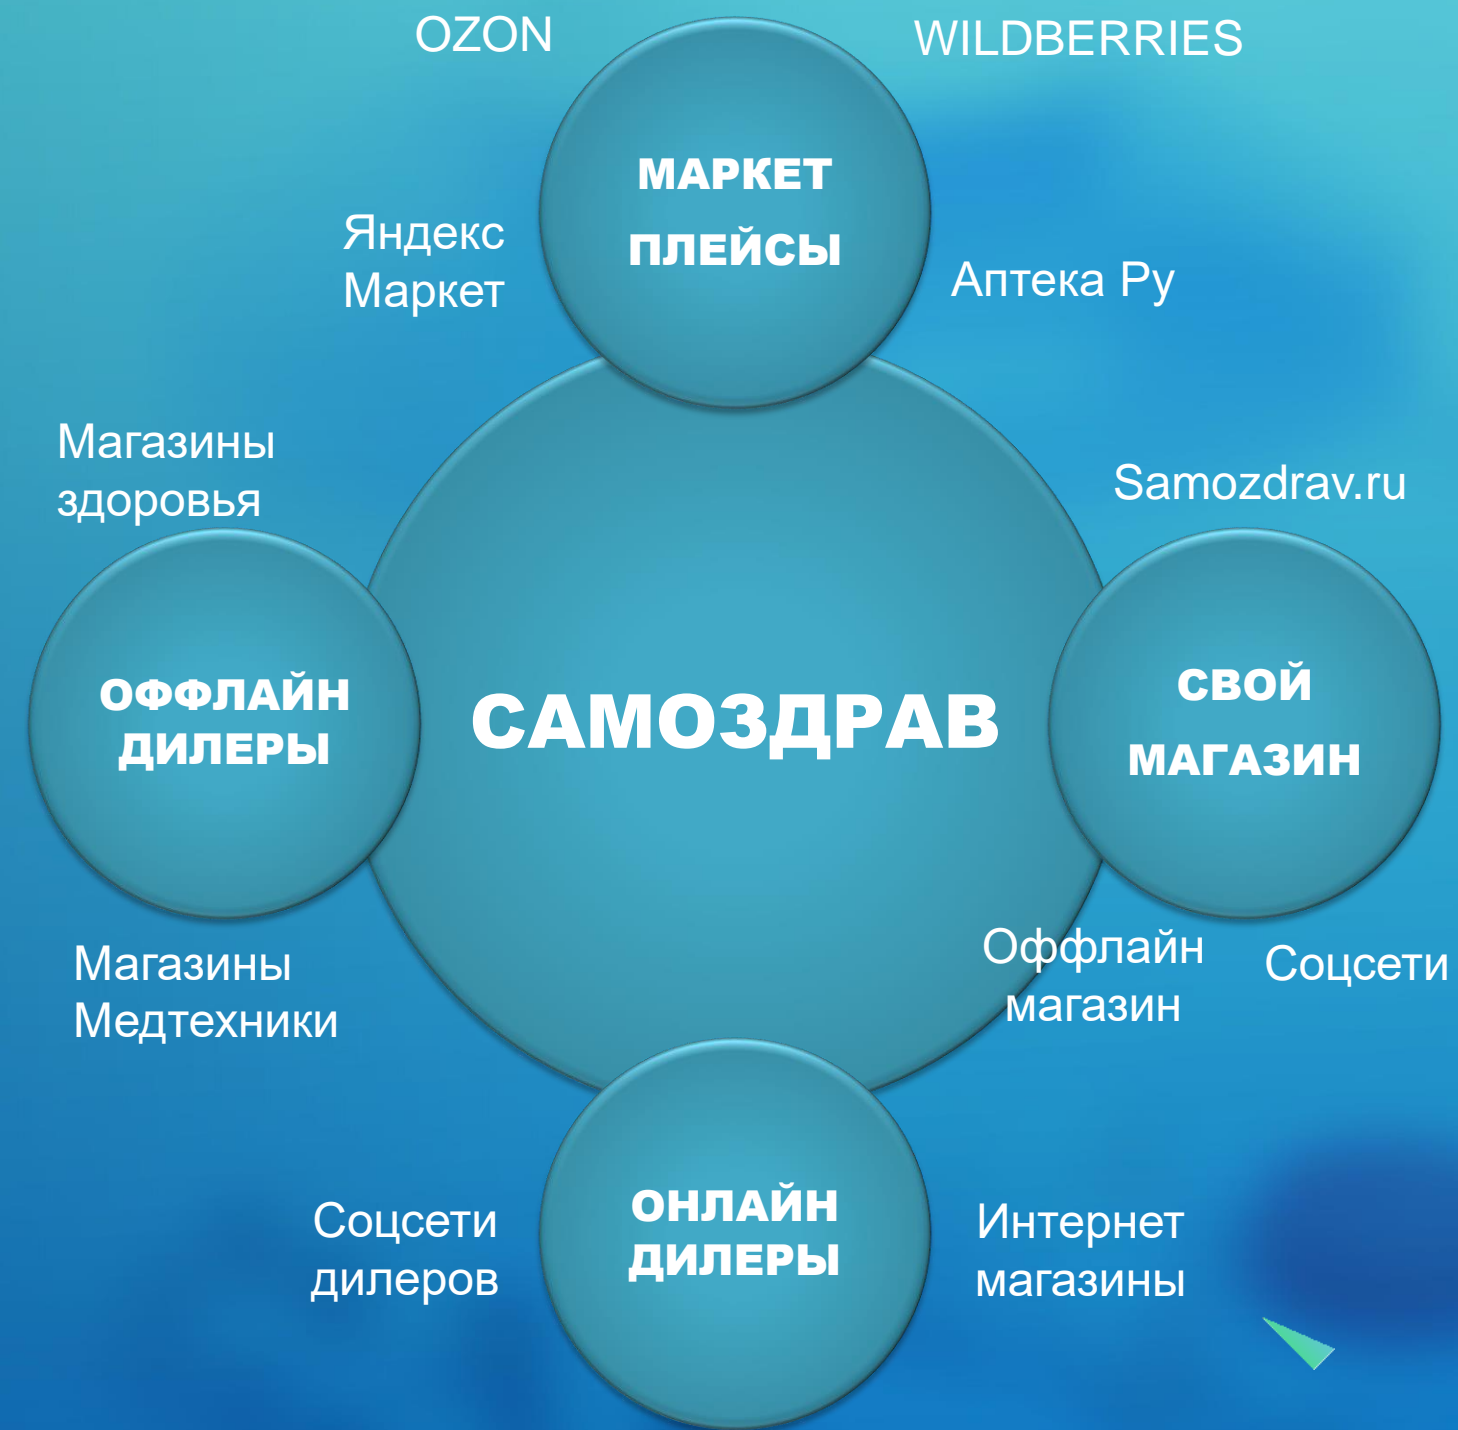 OZON
WILDBERRIES
МАРКЕТ
ПЛЕЙСЫ
Яндекс
Маркет
Аптека Ру
Магазины
здоровья
Samozdrav.ru
ОФФЛАЙН
ДИЛЕРЫ
САМОЗДРАВ
СВОЙ
МАГАЗИН
Магазины
Медтехники
Оффлайн
магазин
Соцсети
Соцсети
дилеров
ОНЛАЙН
ДИЛЕРЫ
Интернет
магазины